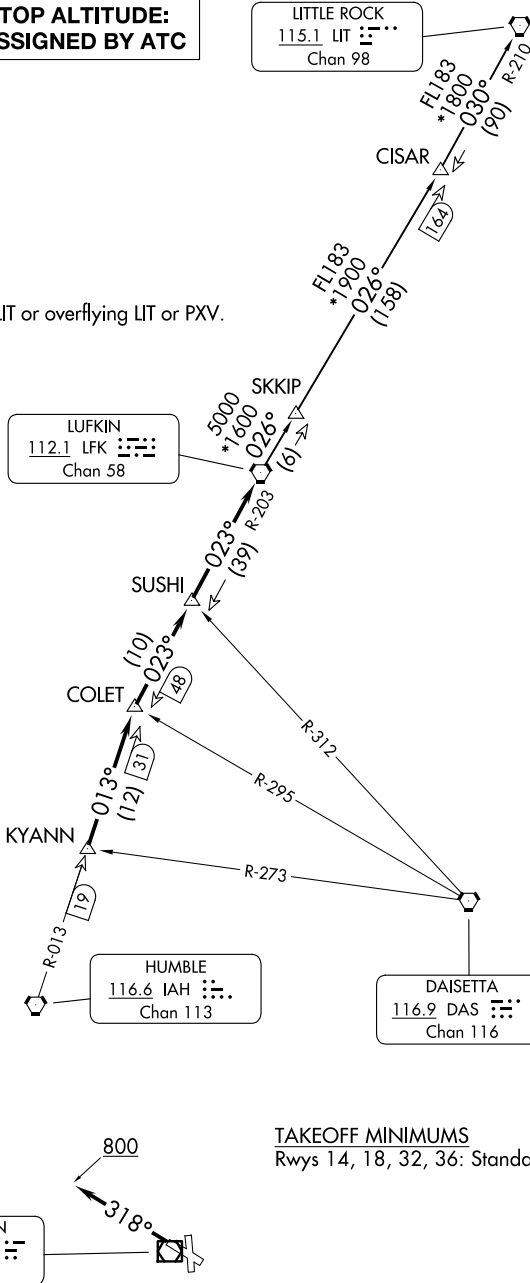 TOP ALTITUDE:
ASSIGNED BY ATC
LITTLE ROCK
115.1 LIT
Chan 98
R-210
FL183
*1800
030°
(90)
CISAR
164
FL183
*1900
026°
(158)
LIT or overflying LIT or PXV.
SKKIP
5000
*1600
026°
(6)
LUFKIN
112.1 LFK
Chan 58
R-203
023°
(39)
SUSHI
(10)
023°
48
COLET
R-312
R-295
31
013°
(12)
KYANN
R-273
19
R-013
HUMBLE
116.6 IAH
Chan 113
DAISETTA
116.9 DAS
Chan 116
800
318°
N
TAKEOFF MINIMUMS
Rwys 14, 18, 32, 36: